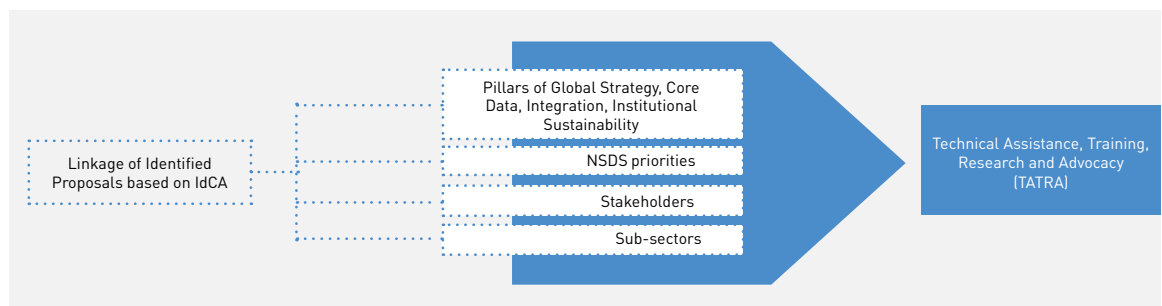 Linkage of Identified
Proposals based on IdCA
Pillars of Global Strategy, Core
Data, Integration, Institutional
Sustainability
NSDS priorities
Stakeholders
Sub-sectors
Technical Assistance, Training,
Research and Advocacy
(TATRA)